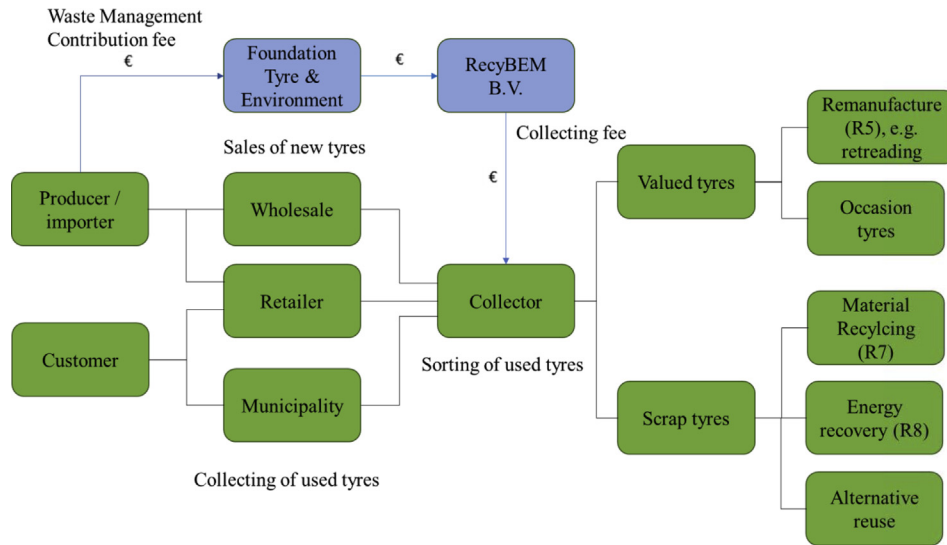 Waste Management
Contribution fee
€
Foundation
Tyre &
Environment
€
RecyBEM
B.V.
Collecting fee
€
Sales of new tyres
Producer /
importer
Wholesale
Retailer
Customer
Municipality
Collecting of used tyres
Collector
Sorting of used tyres
Valued tyres
Remanufacture
(R5), e.g.
retreading
Occasion
tyres
Scrap tyres
Material
Recylcing
(R7)
Energy
recovery (R8)
Alternative
reuse